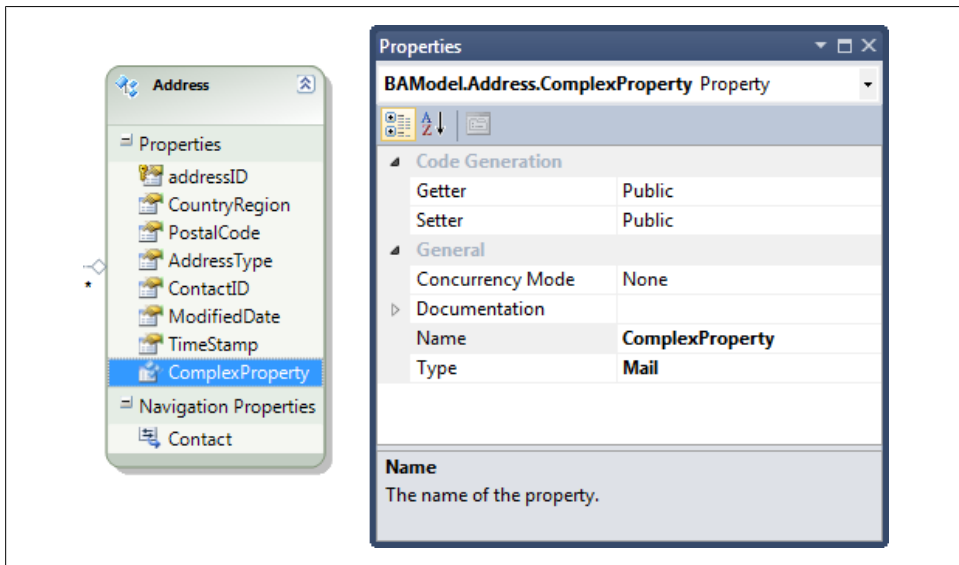 Address
Properties
addressID
CountryRegion
PostalCode
AddressType
ContactID
ModifiedDate
TimeStamp
ComplexProperty
Navigation Properties
Contact
*
Properties
BAModel.Address.ComplexProperty Property
A
Z
Code Generation
Getter Public
Setter Public
General
Concurrency Mode None
Documentation
Name ComplexProperty
Type Mail
Name
The name of the property.